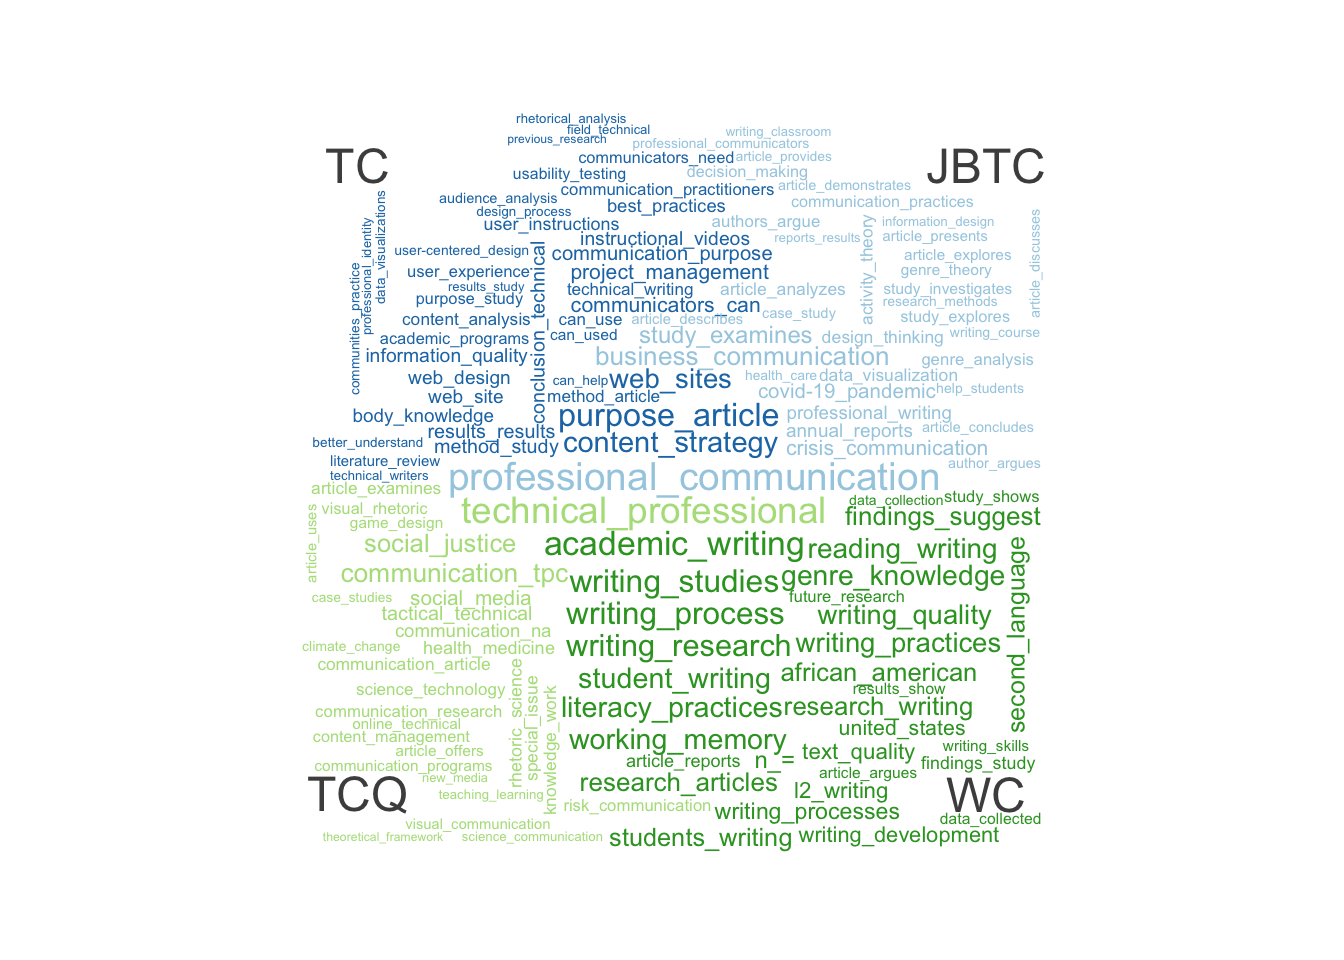 rhetorical_analysis
field_technical
previous_research
writing_classroom
professional_communicators
TC
JBTC
communicators_need
article_provides
usability_testing
decision_making
communication_practitioners
article_demonstrates
audience_analysis
best_practices
communication_practices
design_process
user_instructions
authors_argue
information_design
data_visualizations
professional_identity
communities_practice
instructional_videos
reports_results
article_presents
activity_theory
article_discusses
user-centered_design
communication_purpose
article_explores
user_experience
conclusion_technical
project_management
genre_theory
results_study
technical_writing
article_analyzes
study_investigates
purpose_study
communicators_can
case_study
research_methods
content_analysis
can_use
article_describes
study_explores
academic_programs
can_used
study_examines
design_thinking
writing_course
information_quality
business_communication
genre_analysis
web_design
can_help
web_sites
health_care
data_visualization
web_site
method_article
covid-19_pandemic
help_students
body_knowledge
purpose_article
professional_writing
results_results
annual_reports
article_concludes
better_understand
method_study
content_strategy
crisis_communication
literature_review
author_argues
technical_writers
professional_communication
article_examines
visual_rhetoric
technical_professional
data_collection
study_shows
game_design
findings_suggest
article_uses
social_justice
academic_writing
reading_writing
communication_tpc
writing_studies
genre_knowledge
second_language
case_studies
social_media
future_research
tactical_technical
writing_process
writing_quality
communication_na
climate_change
health_medicine
writing_research
writing_practices
communication_article
student_writing
african_american
science_technology
results_show
rhetoric_science
special_issue
knowledge_work
communication_research
literacy_practices
research_writing
online_technical
united_states
content_management
working_memory
article_offers
article_reports
n_=
text_quality
writing_skills
communication_programs
article_argues
findings_study
new_media
TCQ
research_articles
l2_writing
WC
teaching_learning
risk_communication
writing_processes
data_collected
visual_communication
theoretical_framework
science_communication
students_writing
writing_development